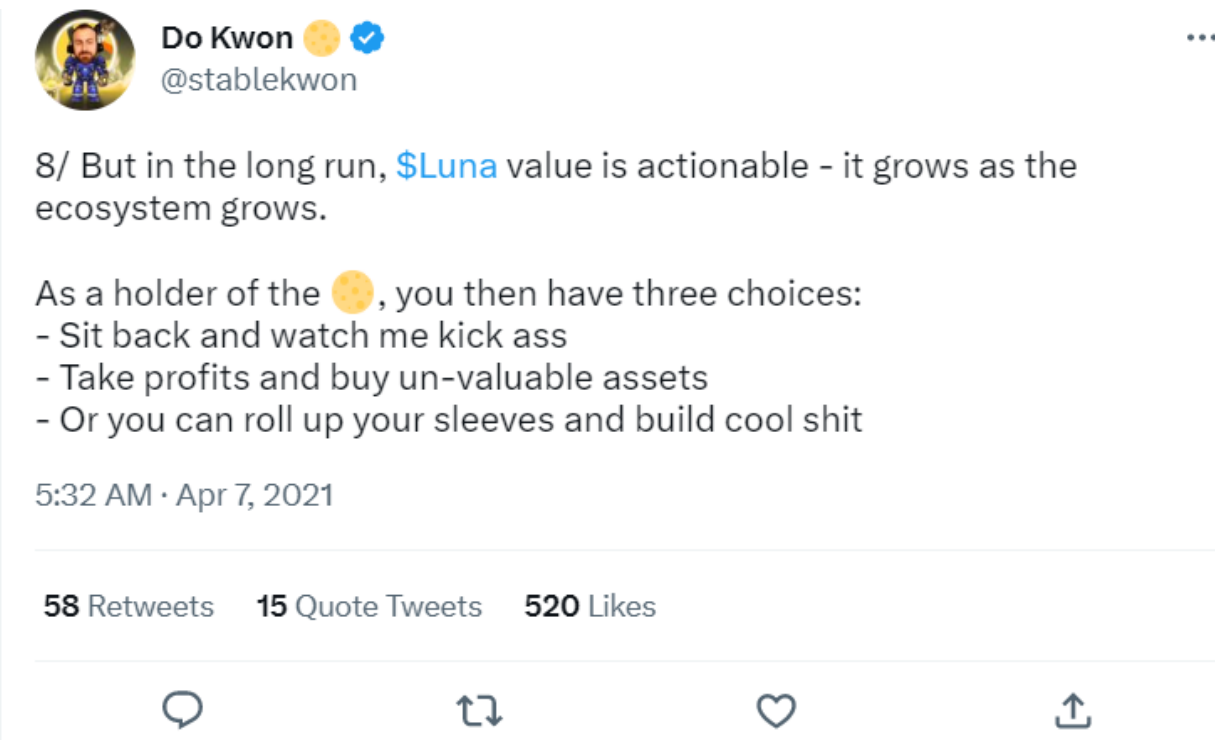 Do Kwon 🌕
@stablekwon
8/ But in the long run, $Luna value is actionable - it grows as the
ecosystem grows.
As a holder of the 🌕, you then have three choices:
- Sit back and watch me kick ass
- Take profits and buy un-valuable assets
- Or you can roll up your sleeves and build cool shit
5:32 AM · Apr 7, 2021
58 Retweets 15 Quote Tweets 520 Likes